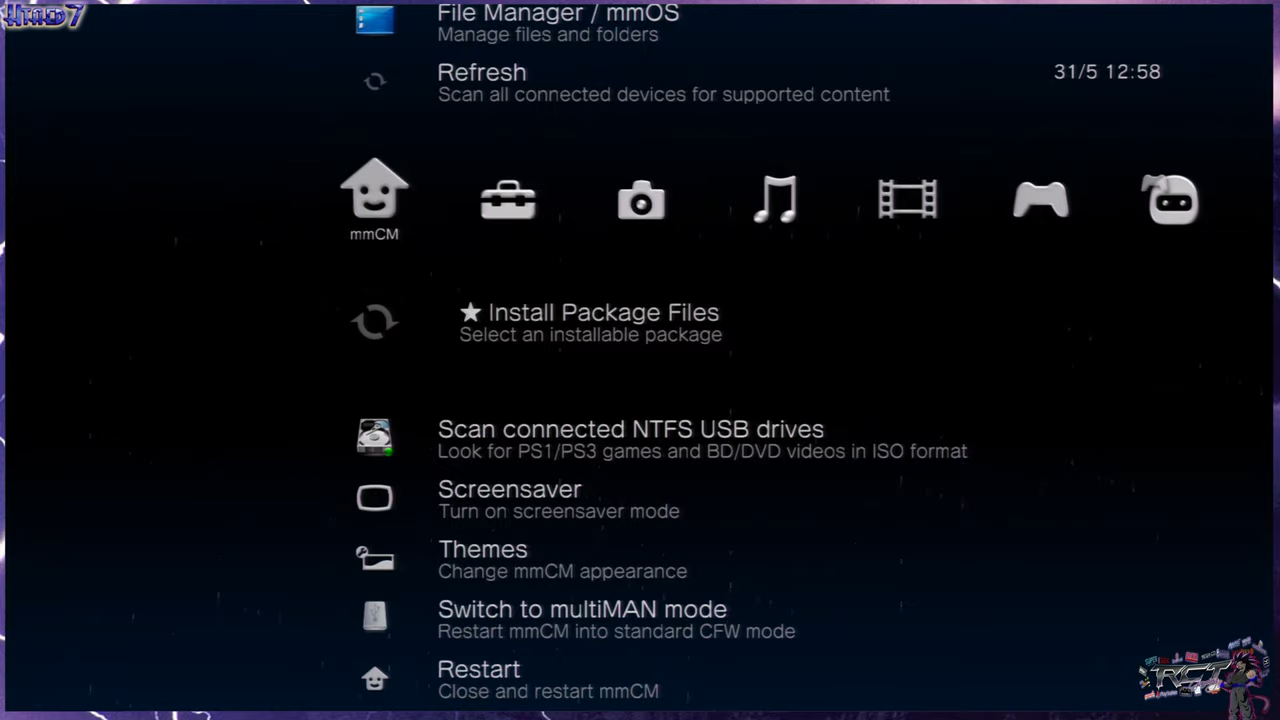 Htaed7
File Manager / mmOS
Manage files and folders
Refresh
31/5 12:58
Scan all connected devices for supported content
mmCM
★ Install Package Files
Select an installable package
Scan connected NTFS USB drives
Look for PS1/PS3 games and BD/DVD videos in ISO format
Screensaver
Turn on screensaver mode
Themes
Change mmCM appearance
Switch to multiMAN mode
Restart mmCM into standard CFW mode
Restart
Close and restart mmCM